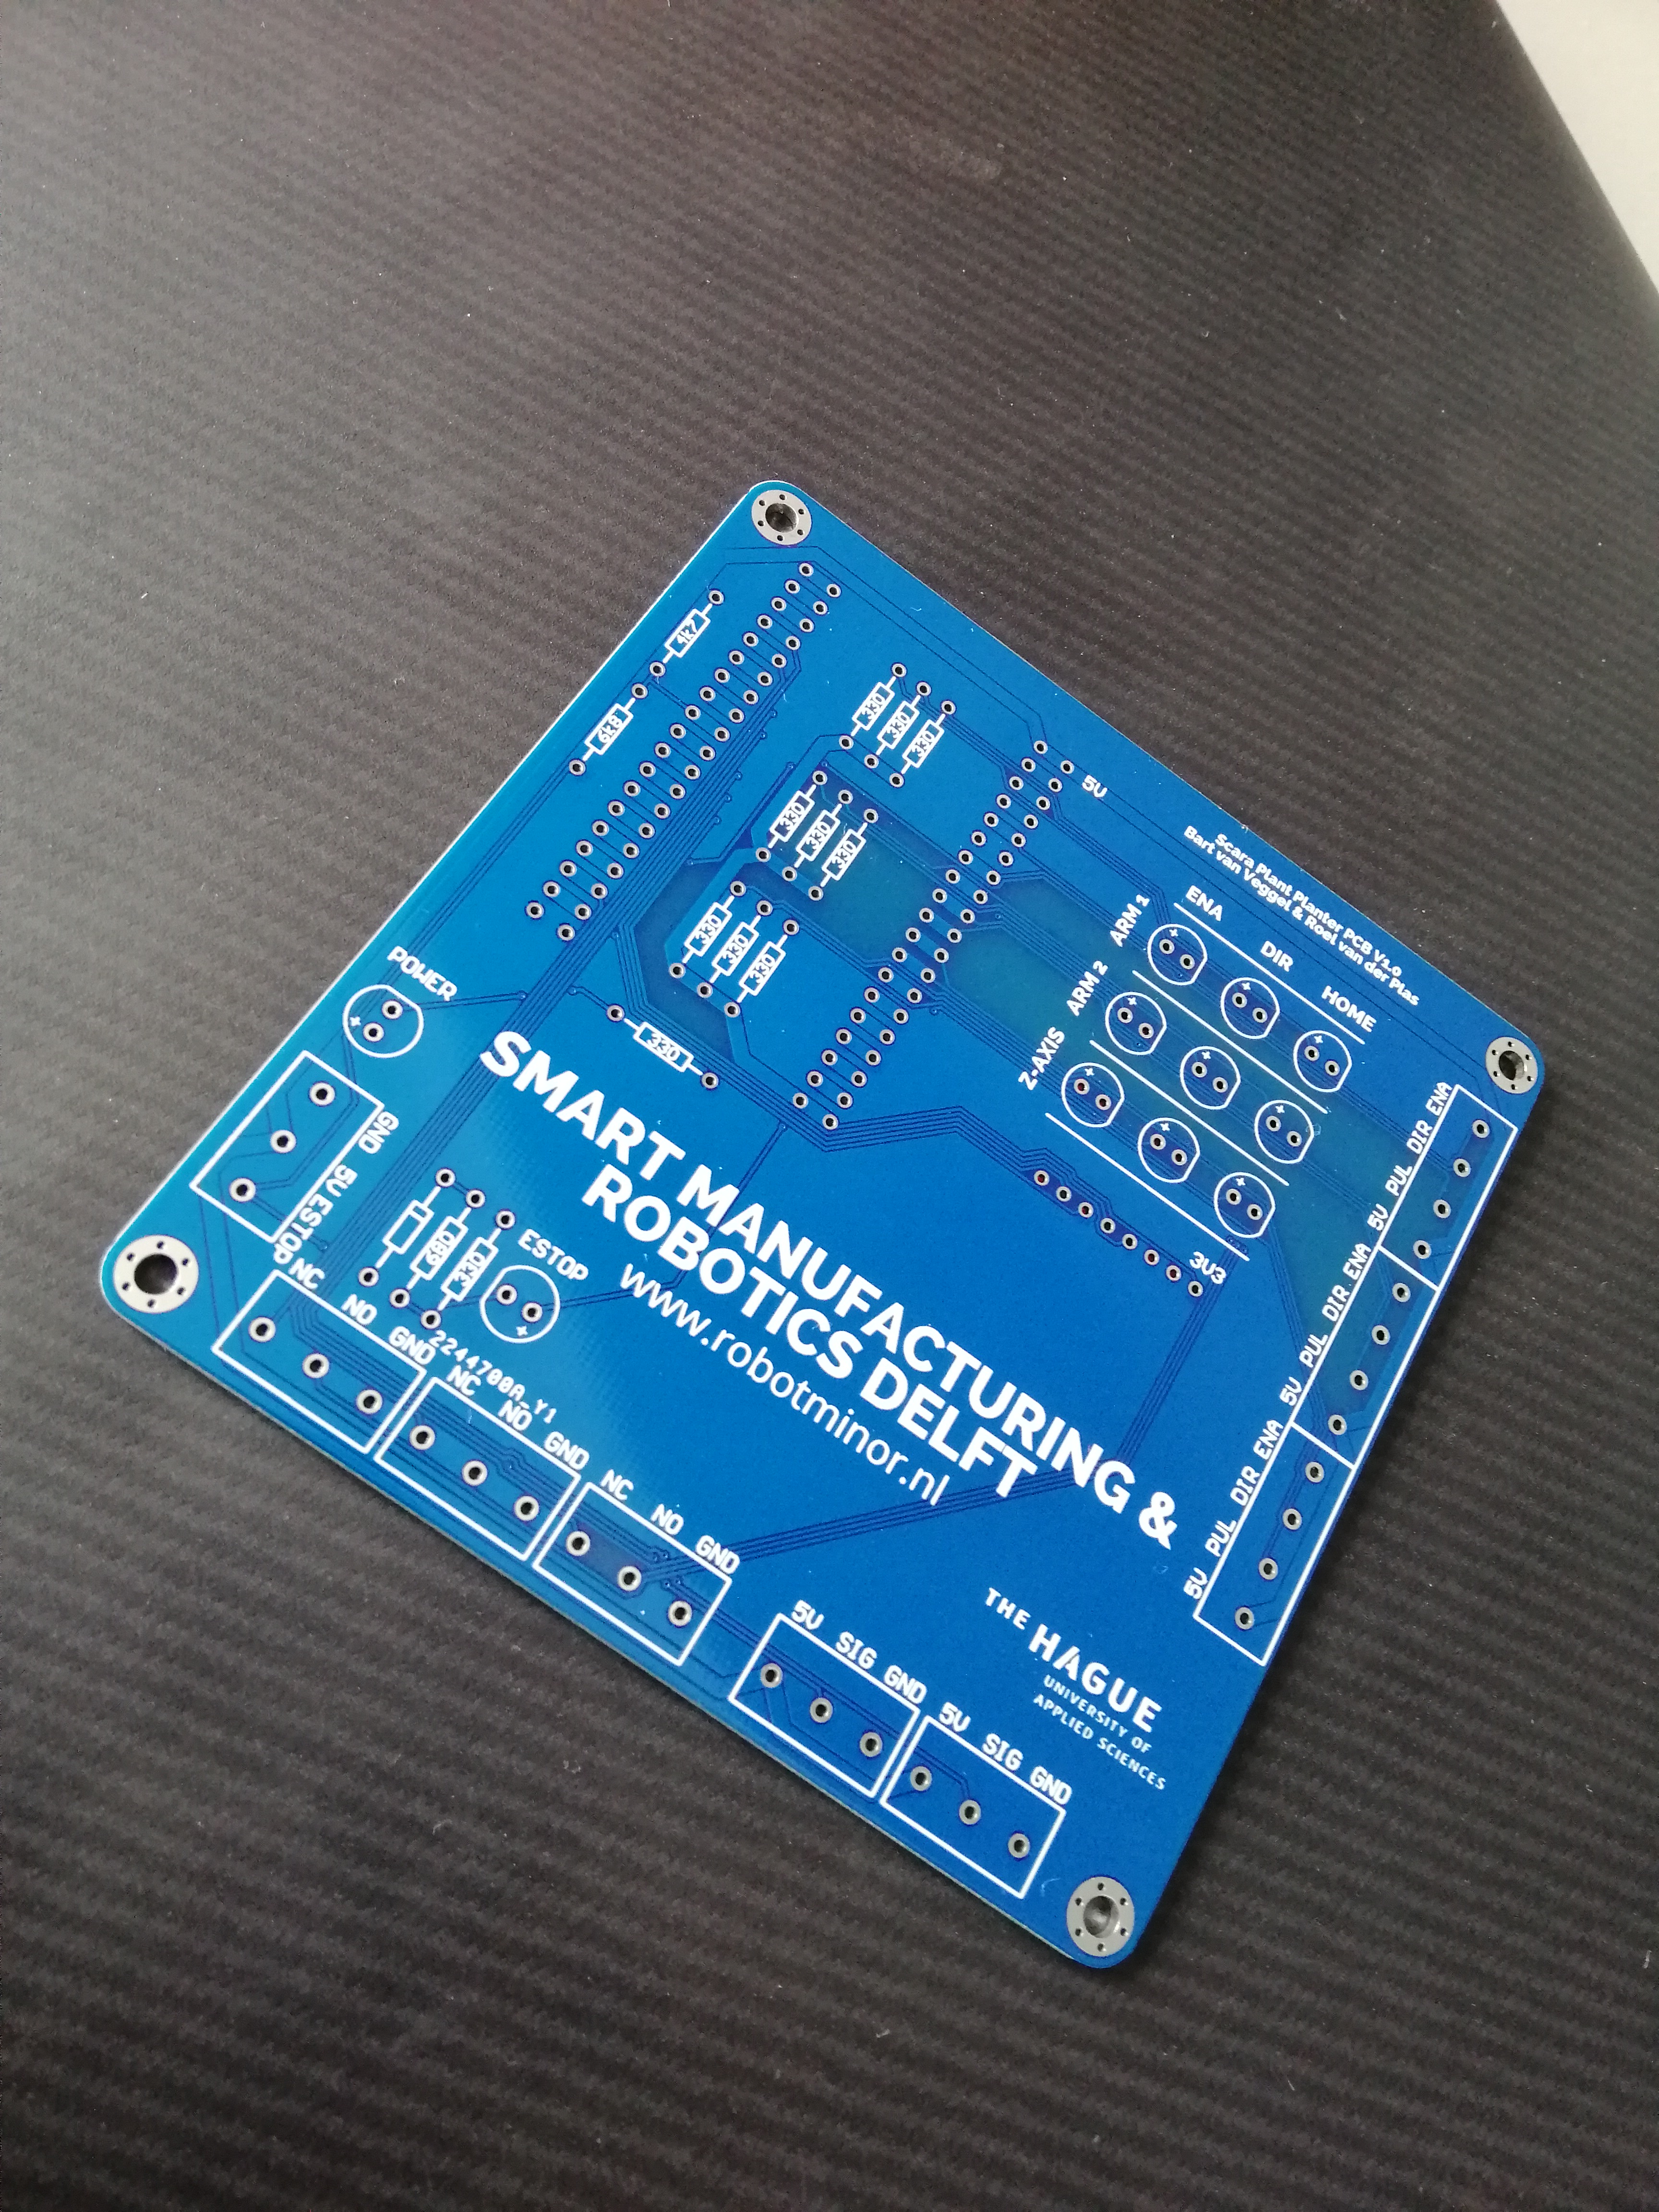 4k7
6k8
330
330
330
330
330
330
330
330
330
330
5V
Scara Plant Planter PCB V1.0
Bart van Veggel & Roel van der Plas
ENA
DIR
HOME
ARM 1
ARM 2
Z-AXIS
POWER
GND 5V ESTOP
680
330
ESTOP
3V3
SMART MANUFACTURING &
ROBOTICS DELFT
www.robotminor.nl
2244700A_Y1
NC NO GND
NC NO GND
NC NO GND
5V SIG GND
5V SIG GND
5V PUL DIR ENA
5V PUL DIR ENA
5V PUL DIR ENA
THE
HAGUE
UNIVERSITY OF
APPLIED SCIENCES